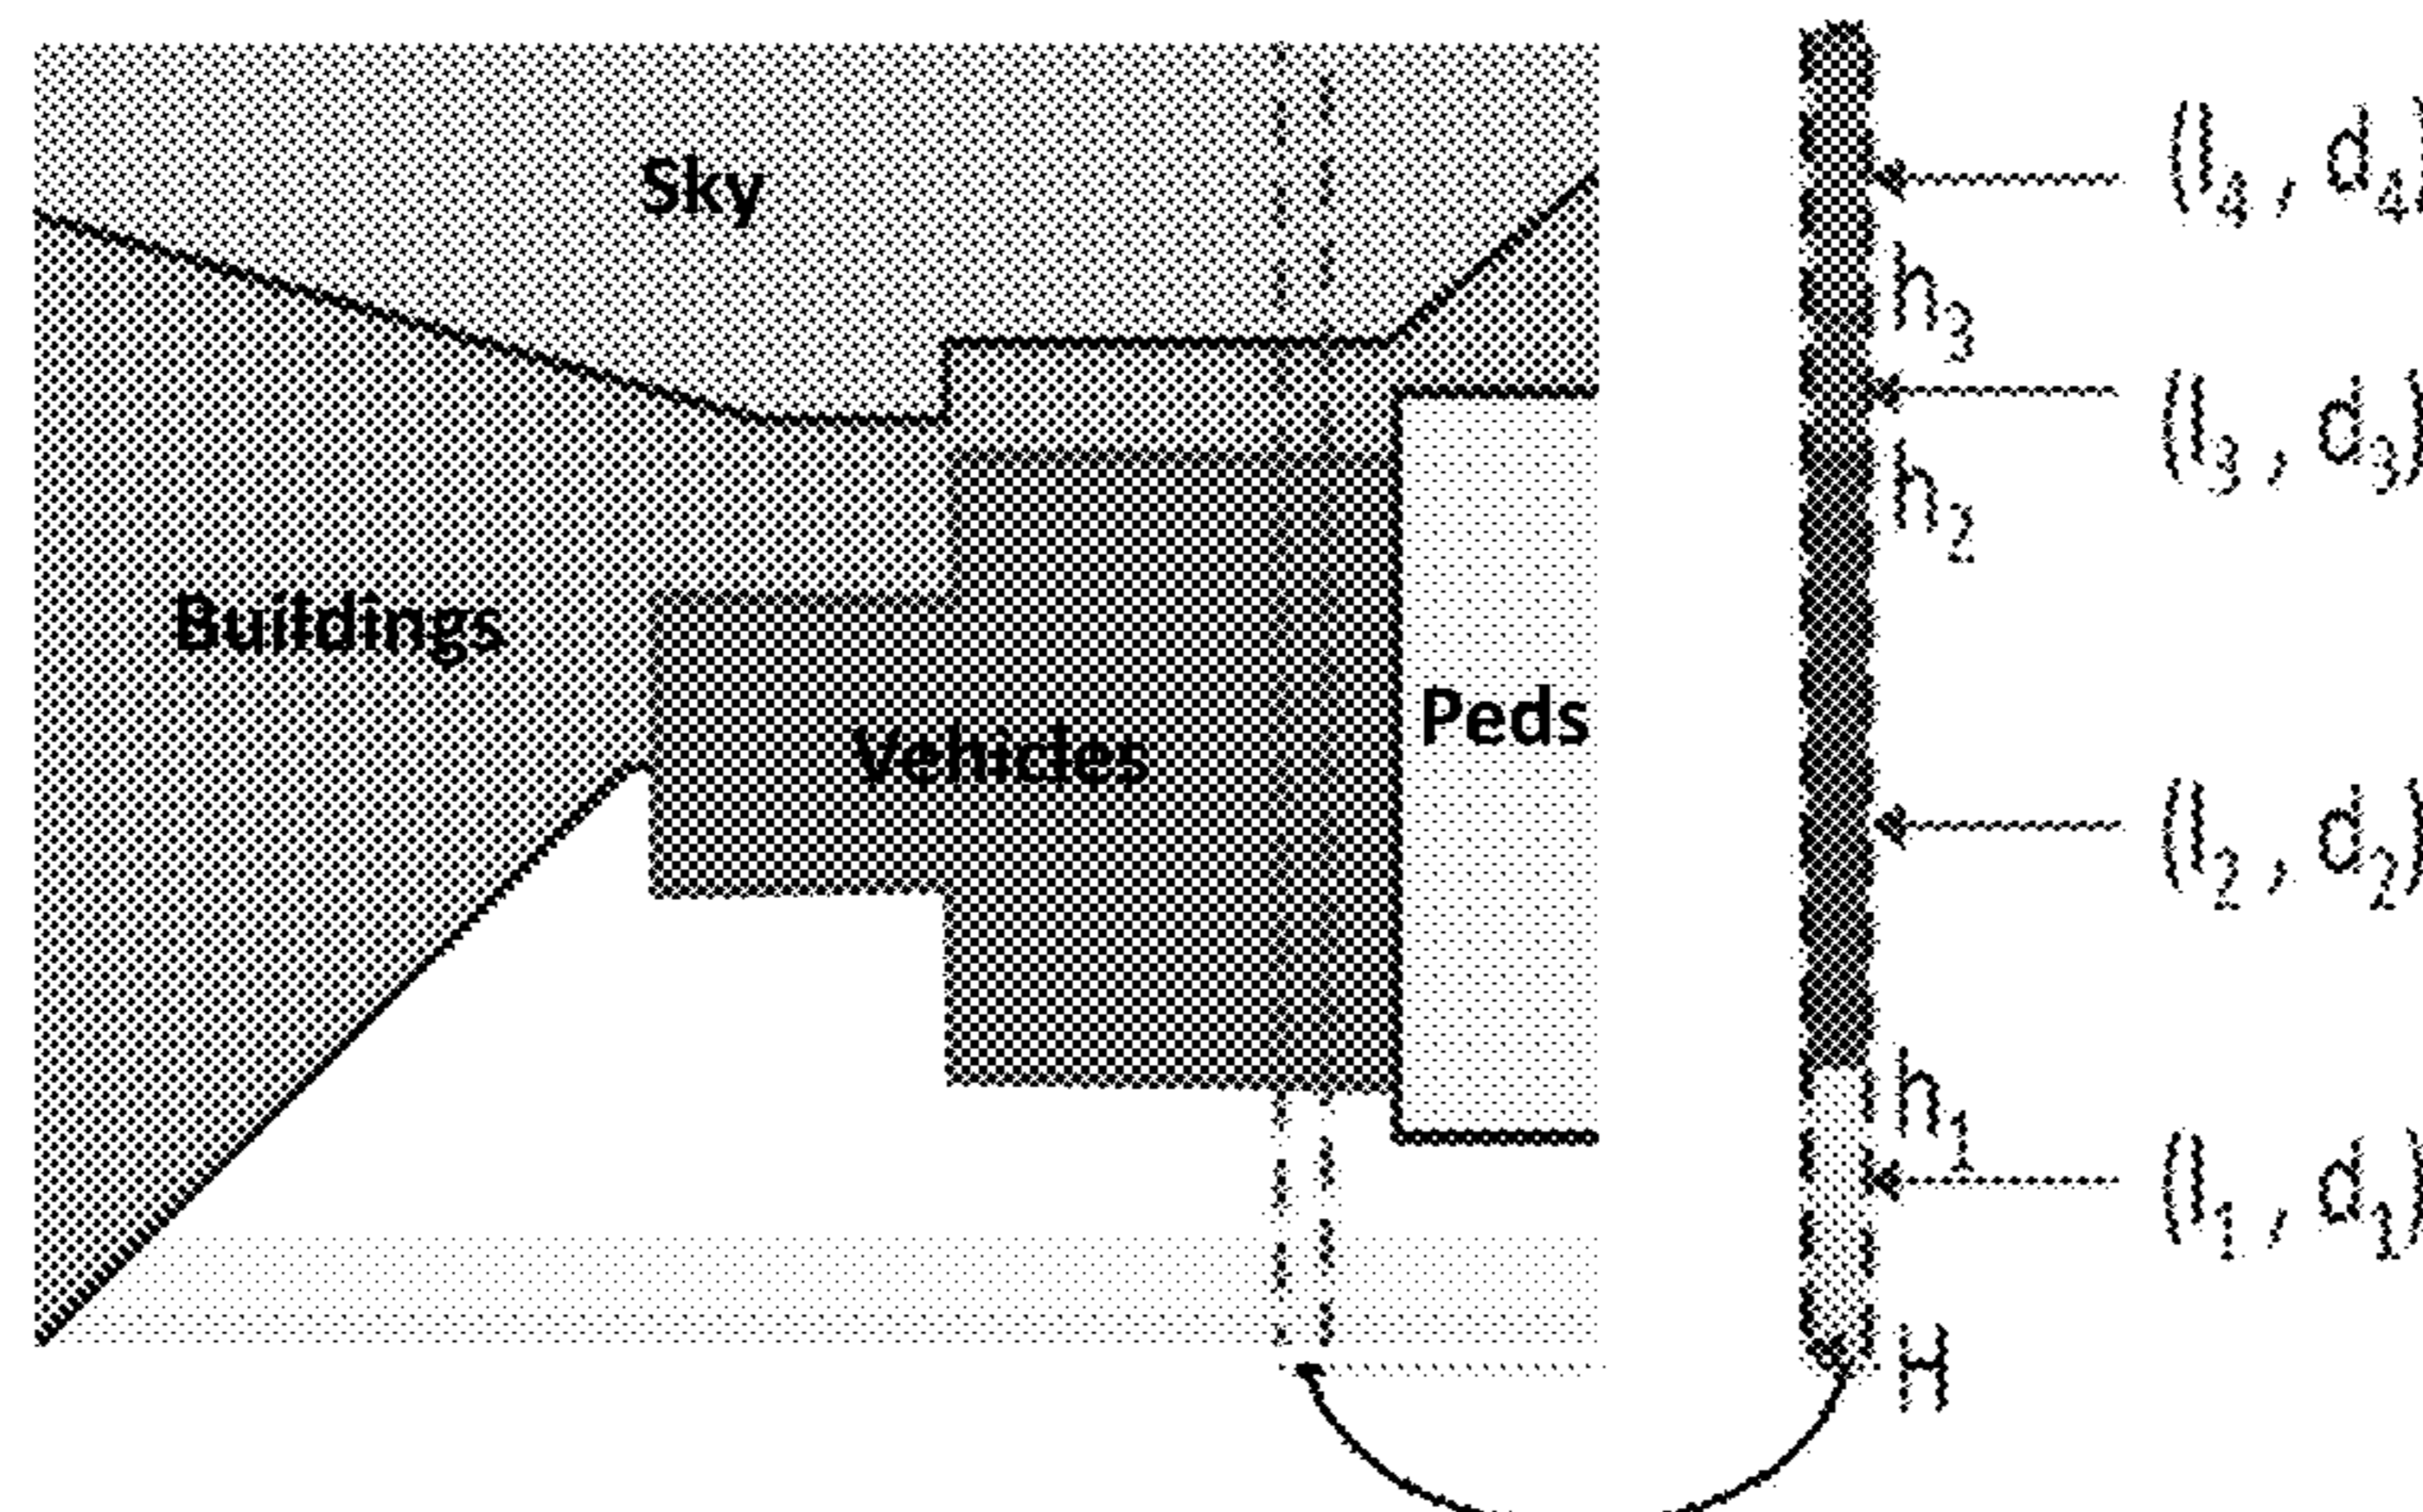 Sky
Buildings
Vehicles
Peds
(l₄, d₄)
h₃
(l₃, d₃)
h₂
(l₂, d₂)
h₁
(l₁, d₁)
H